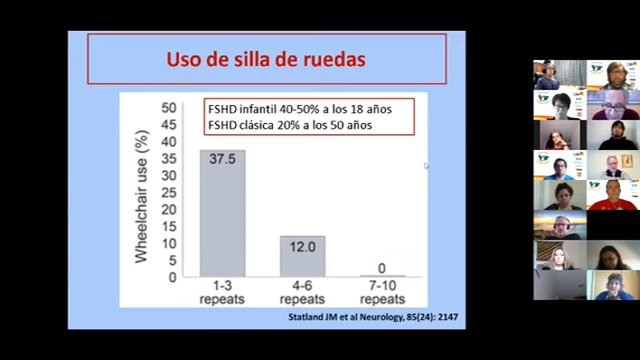 Uso de silla de ruedas
FSHD infantil 40-50% a los 18 años
FSHD clásica 20% a los 50 años
Wheelchair use (%)
50
45
40
35
30
25
20
15
10
5
0
37.5
12.0
0
1-3
repeats
4-6
repeats
7-10
repeats
Statland JM et al Neurology, 85(24): 2147